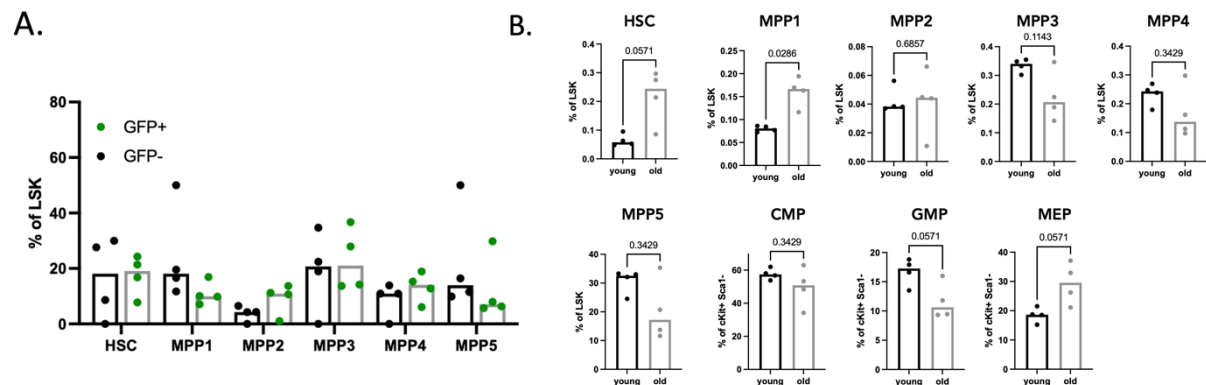 A.
% of LSK
80
60
40
20
0
GFP+
GFP-
HSC MPP1 MPP2 MPP3 MPP4 MPP5
B.
HSC
0.0571
% of LSK
0.4
0.3
0.2
0.1
0.0
young old
MPP1
0.0286
% of LSK
0.25
0.20
0.15
0.10
0.05
0.00
young old
MPP2
0.6857
% of LSK
0.08
0.06
0.04
0.02
0.00
young old
MPP3
0.1143
% of LSK
0.4
0.3
0.2
0.1
0.0
young old
MPP4
0.3429
% of LSK
0.4
0.3
0.2
0.1
0.0
young old
MPP5
0.3429
% of LSK
40
30
20
10
0
young old
CMP
0.3429
% of cKit+ Sca1-
60
40
20
0
young old
GMP
0.0571
% of cKit+ Sca1-
20
15
10
5
0
young old
MEP
0.0571
% of cKit+ Sca1-
40
30
20
10
0
young old